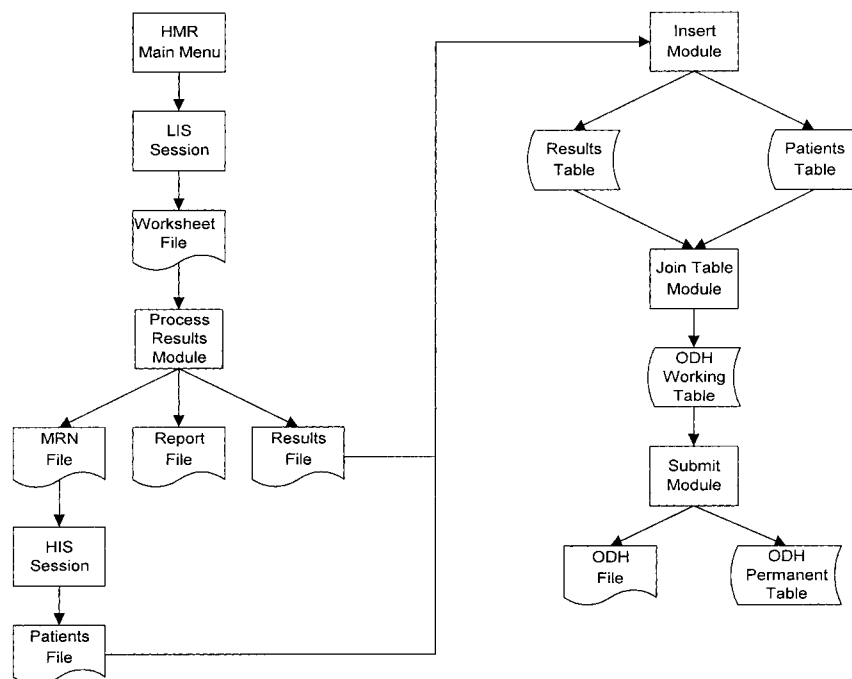 HMR
Main Menu
LIS
Session
Worksheet
File
Process
Results
Module
MRN
File
Report
File
Results
File
HIS
Session
Patients
File
Insert
Module
Results
Table
Patients
Table
Join Table
Module
ODH
Working
Table
Submit
Module
ODH
File
ODH
Permanent
Table